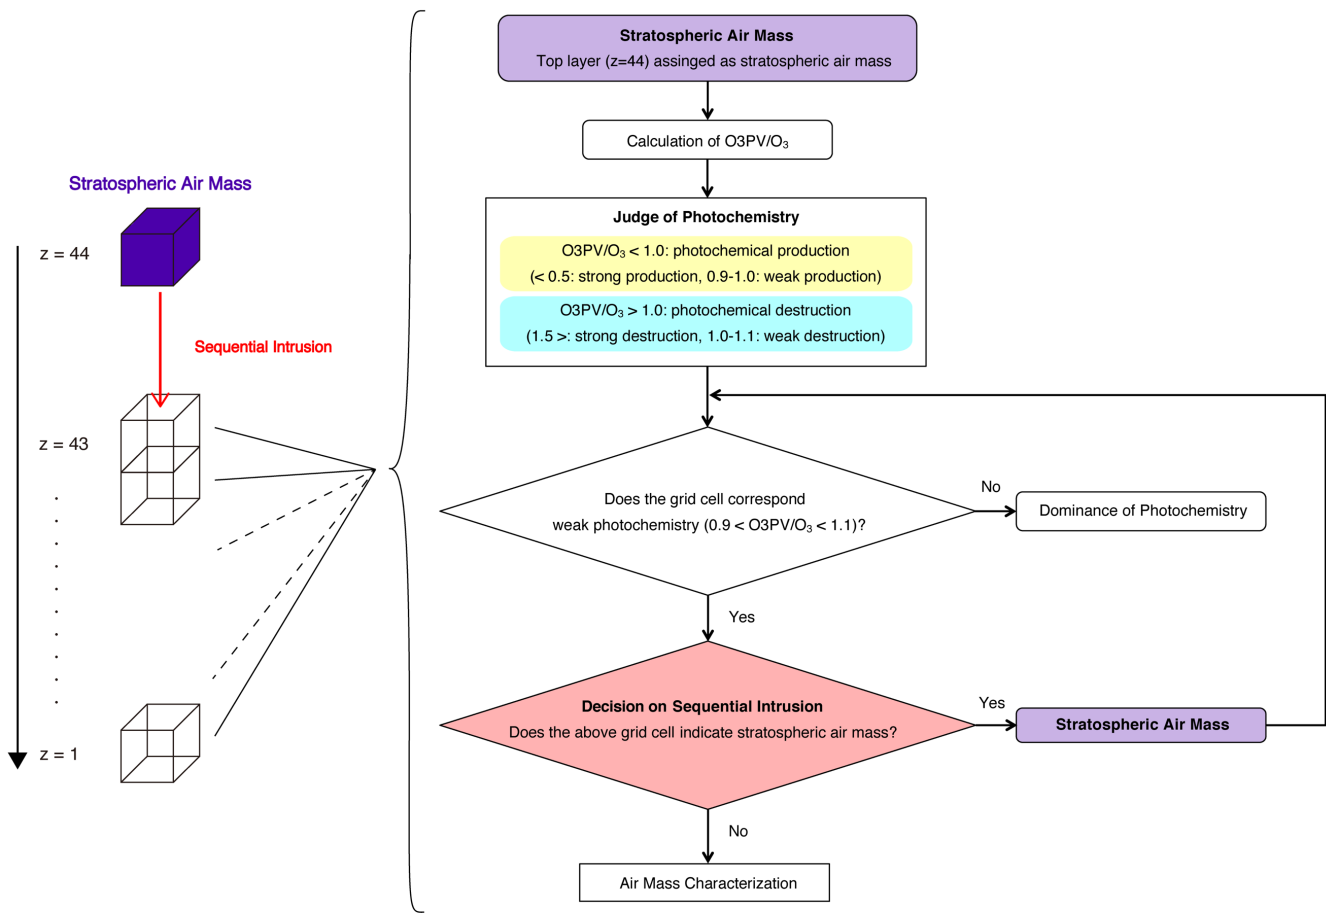 Stratospheric Air Mass
z = 44
Sequential Intrusion
z = 43
z = 1
Stratospheric Air Mass
Top layer (z=44) assinged as stratospheric air mass
Calculation of O3PV/O₃
Judge of Photochemistry
O3PV/O₃ < 1.0: photochemical production
(< 0.5: strong production, 0.9-1.0: weak production)
O3PV/O₃ > 1.0: photochemical destruction
(1.5 >: strong destruction, 1.0-1.1: weak destruction)
Does the grid cell correspond
weak photochemistry (0.9 < O3PV/O₃ < 1.1)?
No
Dominance of Photochemistry
Yes
Decision on Sequential Intrusion
Does the above grid cell indicate stratospheric air mass?
Yes
Stratospheric Air Mass
No
Air Mass Characterization